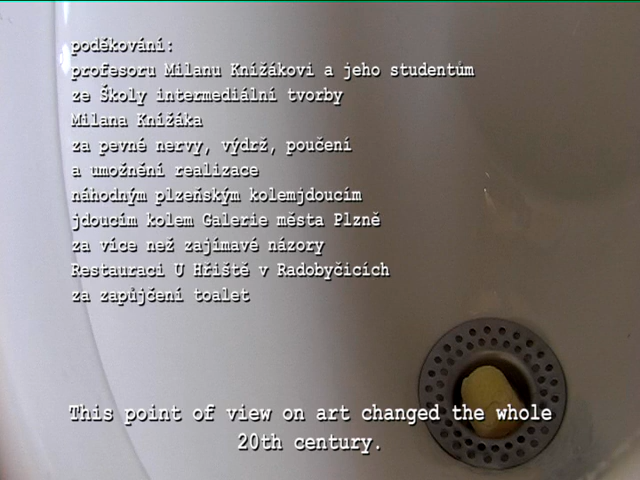 poděkování:
profesoru Milanu Knížákovi a jeho studentům
ze Školy intermediální tvorby
Milana Knížáka
za pevné nervy, výdrž, poučení
a umožnění realizace
náhodným plzeňským kolemjdoucím
jdoucím kolem Galerie města Plzně
za více než zajímavé názory
Restauraci U Hřiště v Radobyčicích
za zapůjčení toalet
This point of view on art changed the whole
20th century.